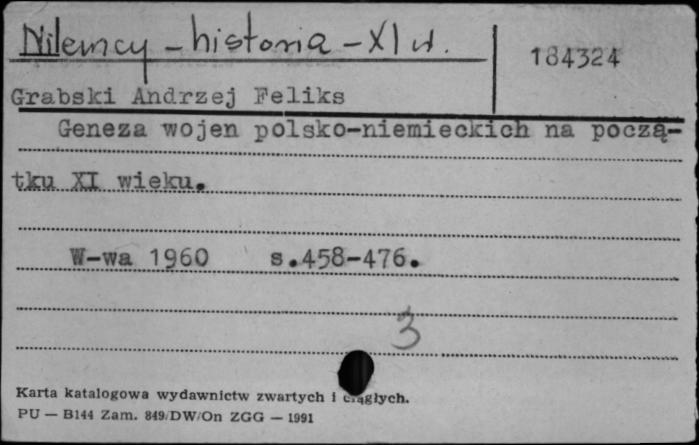 Niemcy - historia - XI w.
184324
Grabski Andrzej Feliks
Geneza wojen polsko-niemieckich na począ-
tku XI wieku.
W-wa 1960 s.458-476.
3
Karta katalogowa wydawnictw zwartych i ciągłych.
PU — B144 Zam. 849/DW/On ZGG — 1991